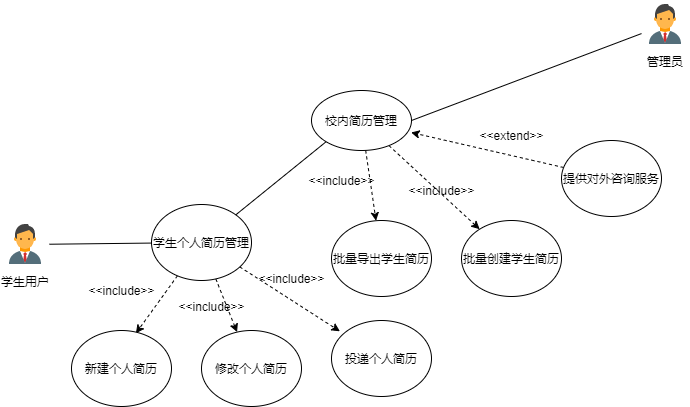 管理员
校内简历管理
<<extend>>
提供对外咨询服务
<<include>>
<<include>>
学生个人简历管理
批量导出学生简历
批量创建学生简历
学生用户
<<include>>
<<include>>
<<include>>
新建个人简历
修改个人简历
投递个人简历